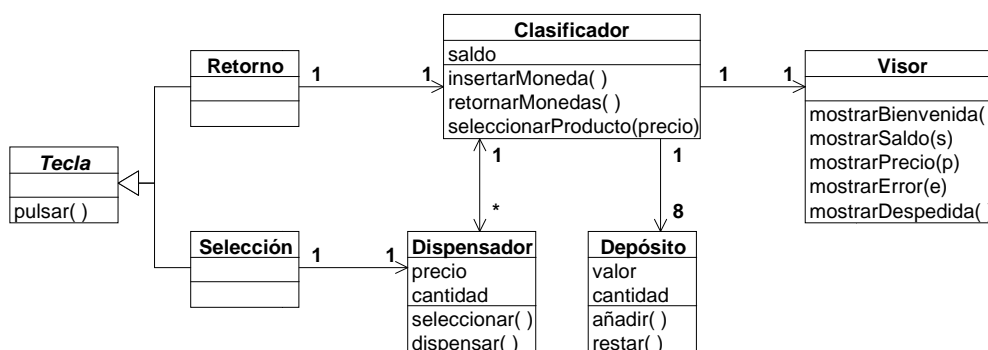 Clasificador
saldo
insertarMoneda( )
retornarMonedas( )
seleccionarProducto(precio)
Retorno
1
1
1
1
Visor
mostrarBienvenida(
mostrarSaldo(s)
mostrarPrecio(p)
mostrarError(e)
mostrarDespedida( )
Tecla
pulsar( )
1
*
1
8
Selección
1
1
Dispensador
precio
cantidad
seleccionar( )
dispensar( )
Depósito
valor
cantidad
añadir( )
restar( )